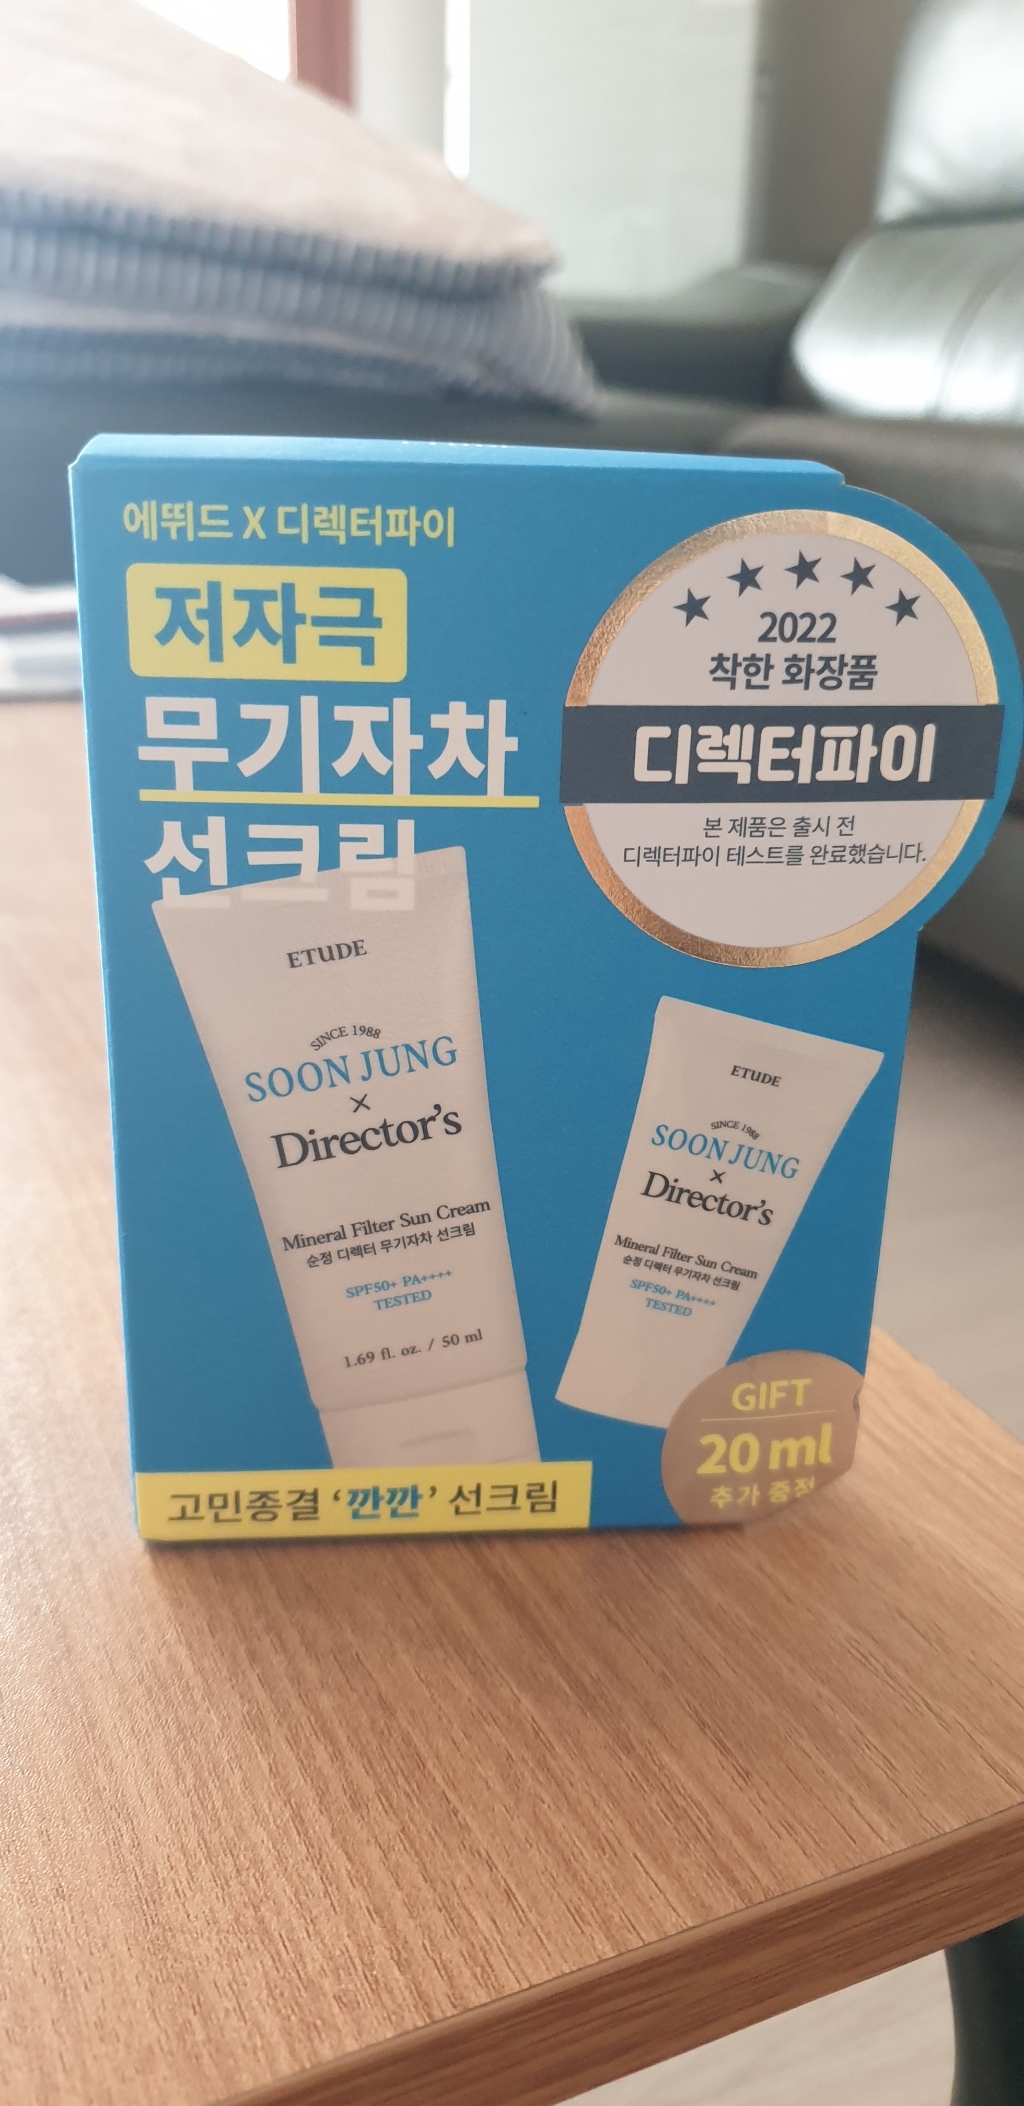 에뛰드 X 디렉터파이
저자극
무기자차
선크림
2022
착한 화장품
디렉터파이
본 제품은 출시 전
디렉터파이 테스트를 완료했습니다.
ETUDE
SINCE 1988
SOON JUNG
×
Director's
Mineral Filter Sun Cream
순정 디렉터 무기자차 선크림
SPF50+ PA++++
TESTED
1.69 fl. oz. / 50 ml
ETUDE
SINCE 1988
SOON JUNG
×
Director's
Mineral Filter Sun Cream
순정 디렉터 무기자차 선크림
SPF50+ PA++++
TESTED
GIFT
20 ml
추가 증정
고민종결 ‘깐깐’ 선크림